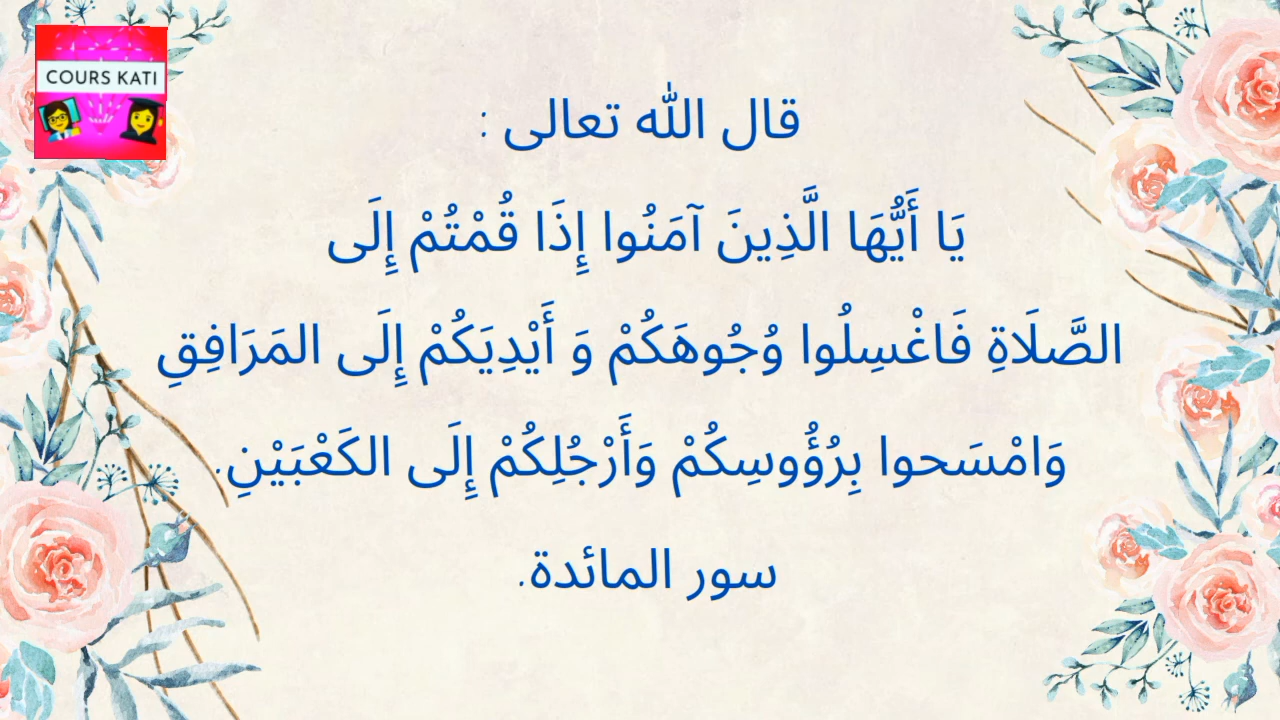 COURS KATI
قال الله تعالى :
يَا أَيُّهَا الَّذِينَ آمَنُوا إِذَا قُمْتُمْ إِلَى
الصَّلَاةِ فَاغْسِلُوا وُجُوهَكُمْ وَ أَيْدِيَكُمْ إِلَى المَرَافِقِ
وَامْسَحوا بِرُؤُوسِكُمْ وَأَرْجُلِكُمْ إِلَى الكَعْبَيْنِ.
سور المائدة.